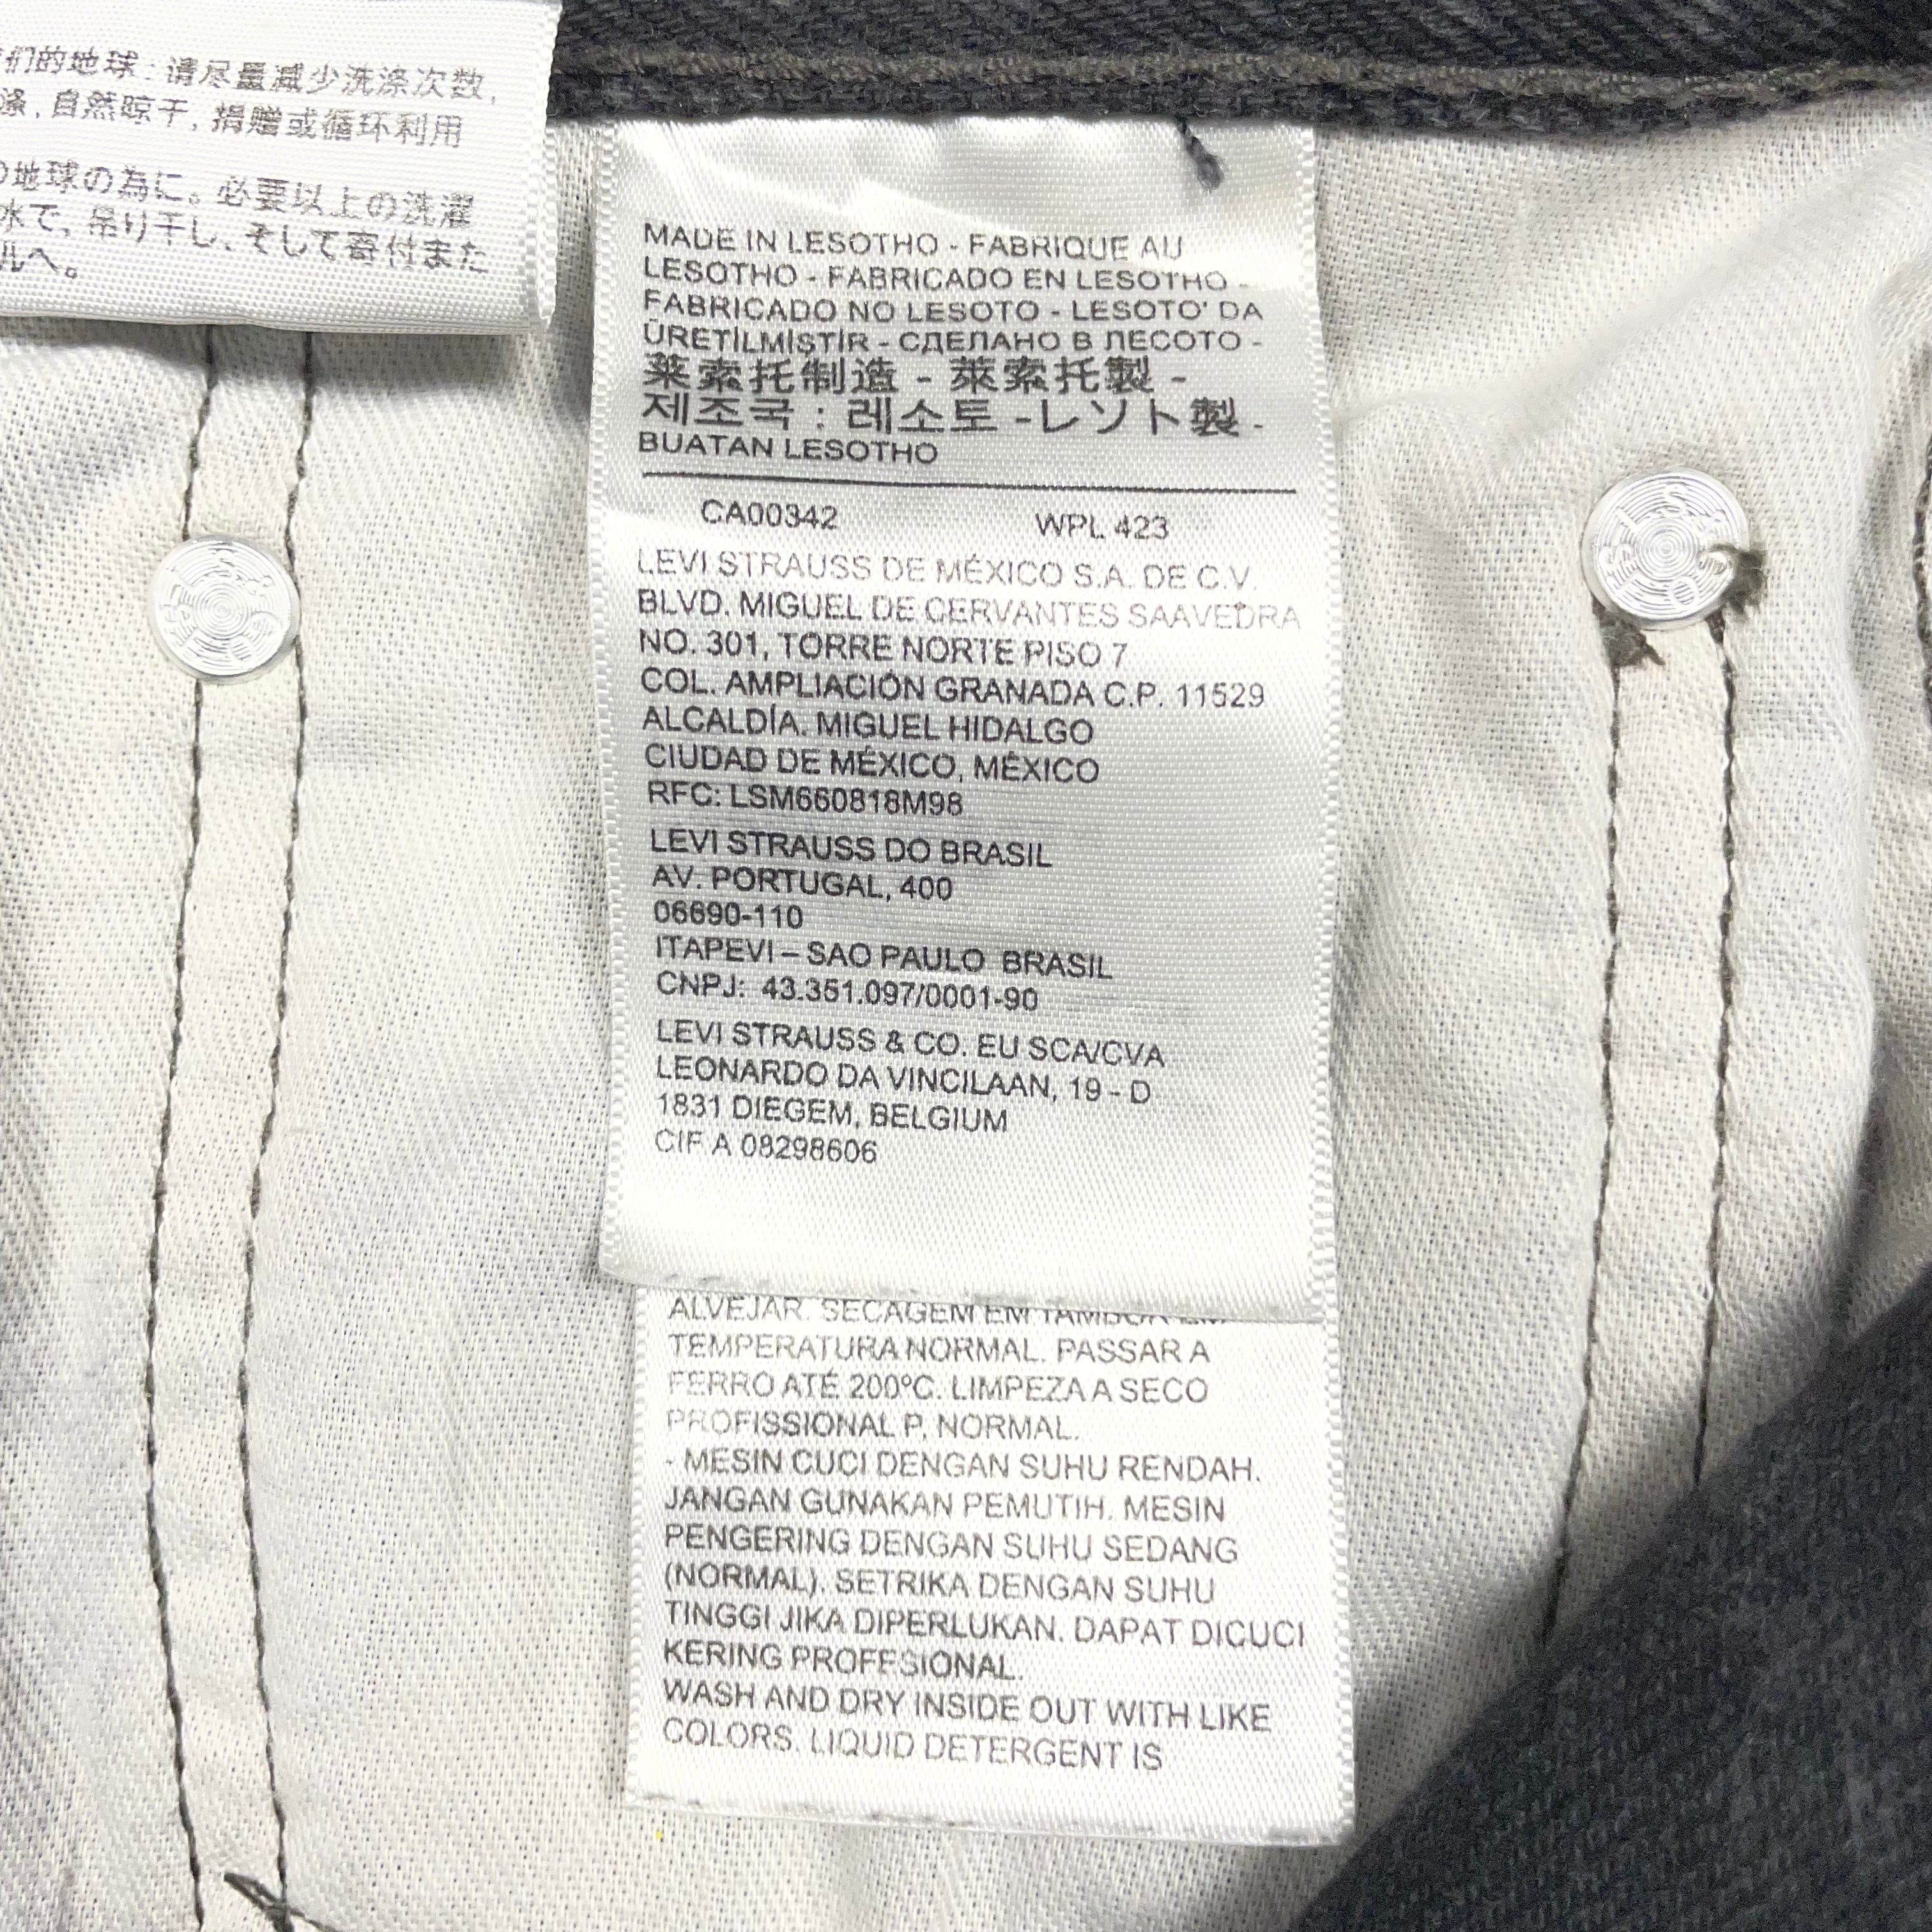 们的地球:请尽量减少洗涤次数,
涤,自然晾干,捐赠或循环利用
の地球の為に。必要以上の洗濯
水で、吊り干し、そして寄付また
ルへ。
MADE IN LESOTHO - FABRIQUE AU
LESOTHO - FABRICADO EN LESOTHO -
FABRICADO NO LESOTO - LESOTO' DA
ÜRETİLMİSTİR - СДЕЛАНО В ЛЕСОТО -
莱索托制造 - 萊索托製 -
제조국 : 레소토 -レソト製 -
BUATAN LESOTHO
CA00342 WPL 423
LEVI STRAUSS DE MÉXICO S.A. DE C.V.
BLVD. MIGUEL DE CERVANTES SAAVEDRA
NO. 301, TORRE NORTE PISO 7
COL. AMPLIACIÓN GRANADA C.P. 11529
ALCALDÍA. MIGUEL HIDALGO
CIUDAD DE MÉXICO, MÉXICO
RFC: LSM660818M98
LEVI STRAUSS DO BRASIL
AV. PORTUGAL, 400
06690-110
ITAPEVI – SAO PAULO BRASIL
CNPJ: 43.351.097/0001-90
LEVI STRAUSS & CO. EU SCA/CVA
LEONARDO DA VINCILAAN, 19 - D
1831 DIEGEM, BELGIUM
CIF A 08298606
ALVEJAR. SECAGEM EM TAMBOR EM
TEMPERATURA NORMAL. PASSAR A
FERRO ATÉ 200ºC. LIMPEZA A SECO
PROFISSIONAL P, NORMAL.
- MESIN CUCI DENGAN SUHU RENDAH.
JANGAN GUNAKAN PEMUTIH. MESIN
PENGERING DENGAN SUHU SEDANG
(NORMAL). SETRIKA DENGAN SUHU
TINGGI JIKA DIPERLUKAN. DAPAT DICUCI
KERING PROFESIONAL.
WASH AND DRY INSIDE OUT WITH LIKE
COLORS. LIQUID DETERGENT IS